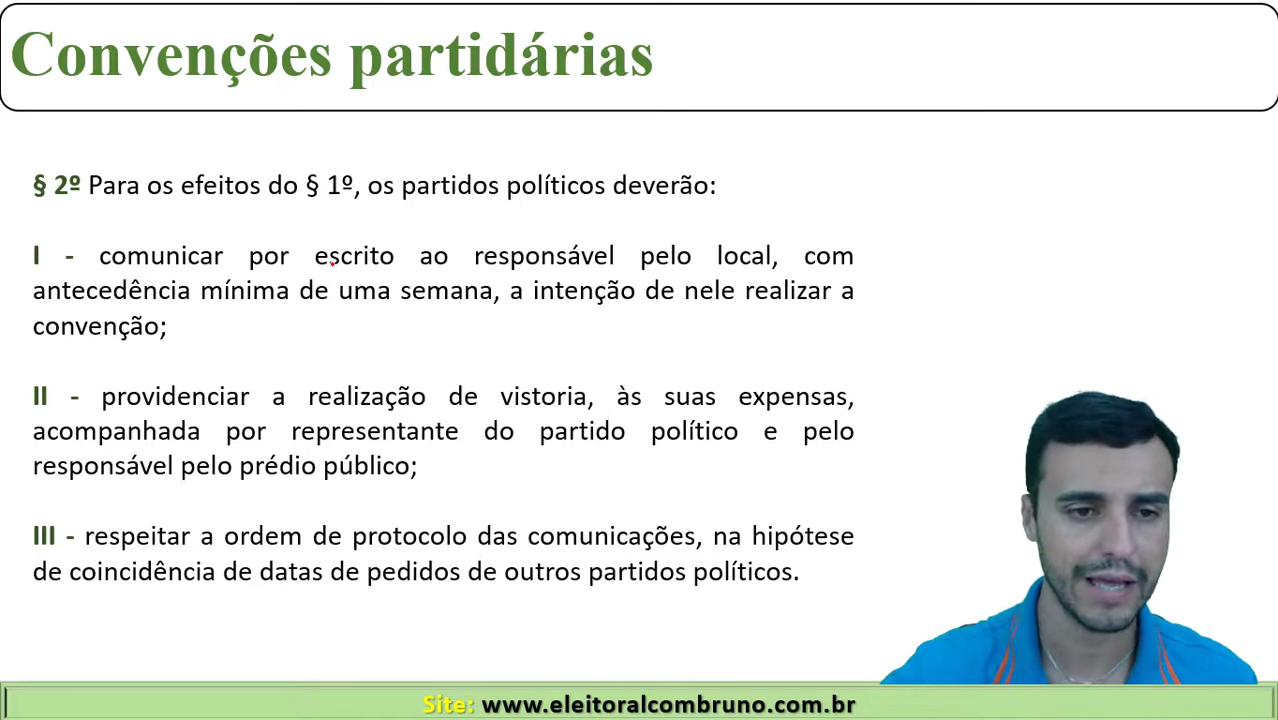 Convenções partidárias
§ 2º Para os efeitos do § 1º, os partidos políticos deverão:
I - comunicar por escrito ao responsável pelo local, com
antecedência mínima de uma semana, a intenção de nele realizar a
convenção;
II - providenciar a realização de vistoria, às suas expensas,
acompanhada por representante do partido político e pelo
responsável pelo prédio público;
III - respeitar a ordem de protocolo das comunicações, na hipótese
de coincidência de datas de pedidos de outros partidos políticos.
Site: www.eleitoralcombruno.com.br